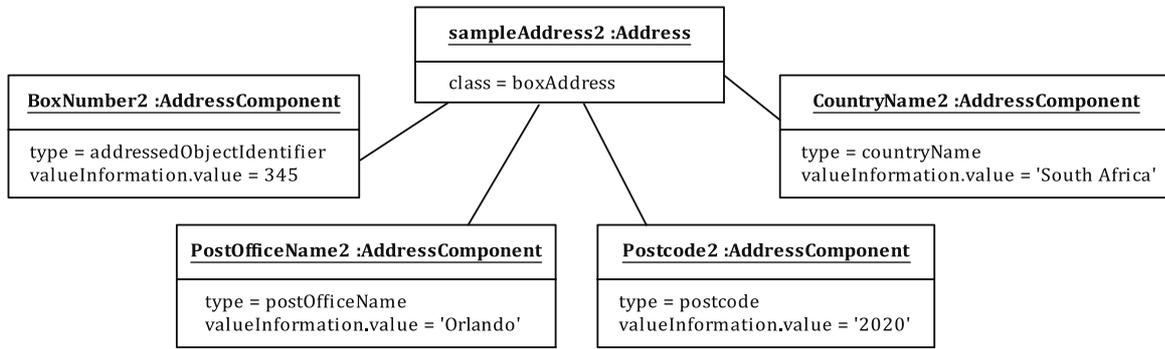 sampleAddress2 :Address
class = boxAddress
BoxNumber2 :AddressComponent
type = addressedObjectIdentifier
valueInformation.value = 345
CountryName2 :AddressComponent
type = countryName
valueInformation.value = 'South Africa'
PostOfficeName2 :AddressComponent
type = postOfficeName
valueInformation.value = 'Orlando'
Postcode2 :AddressComponent
type = postcode
valueInformation.value = '2020'